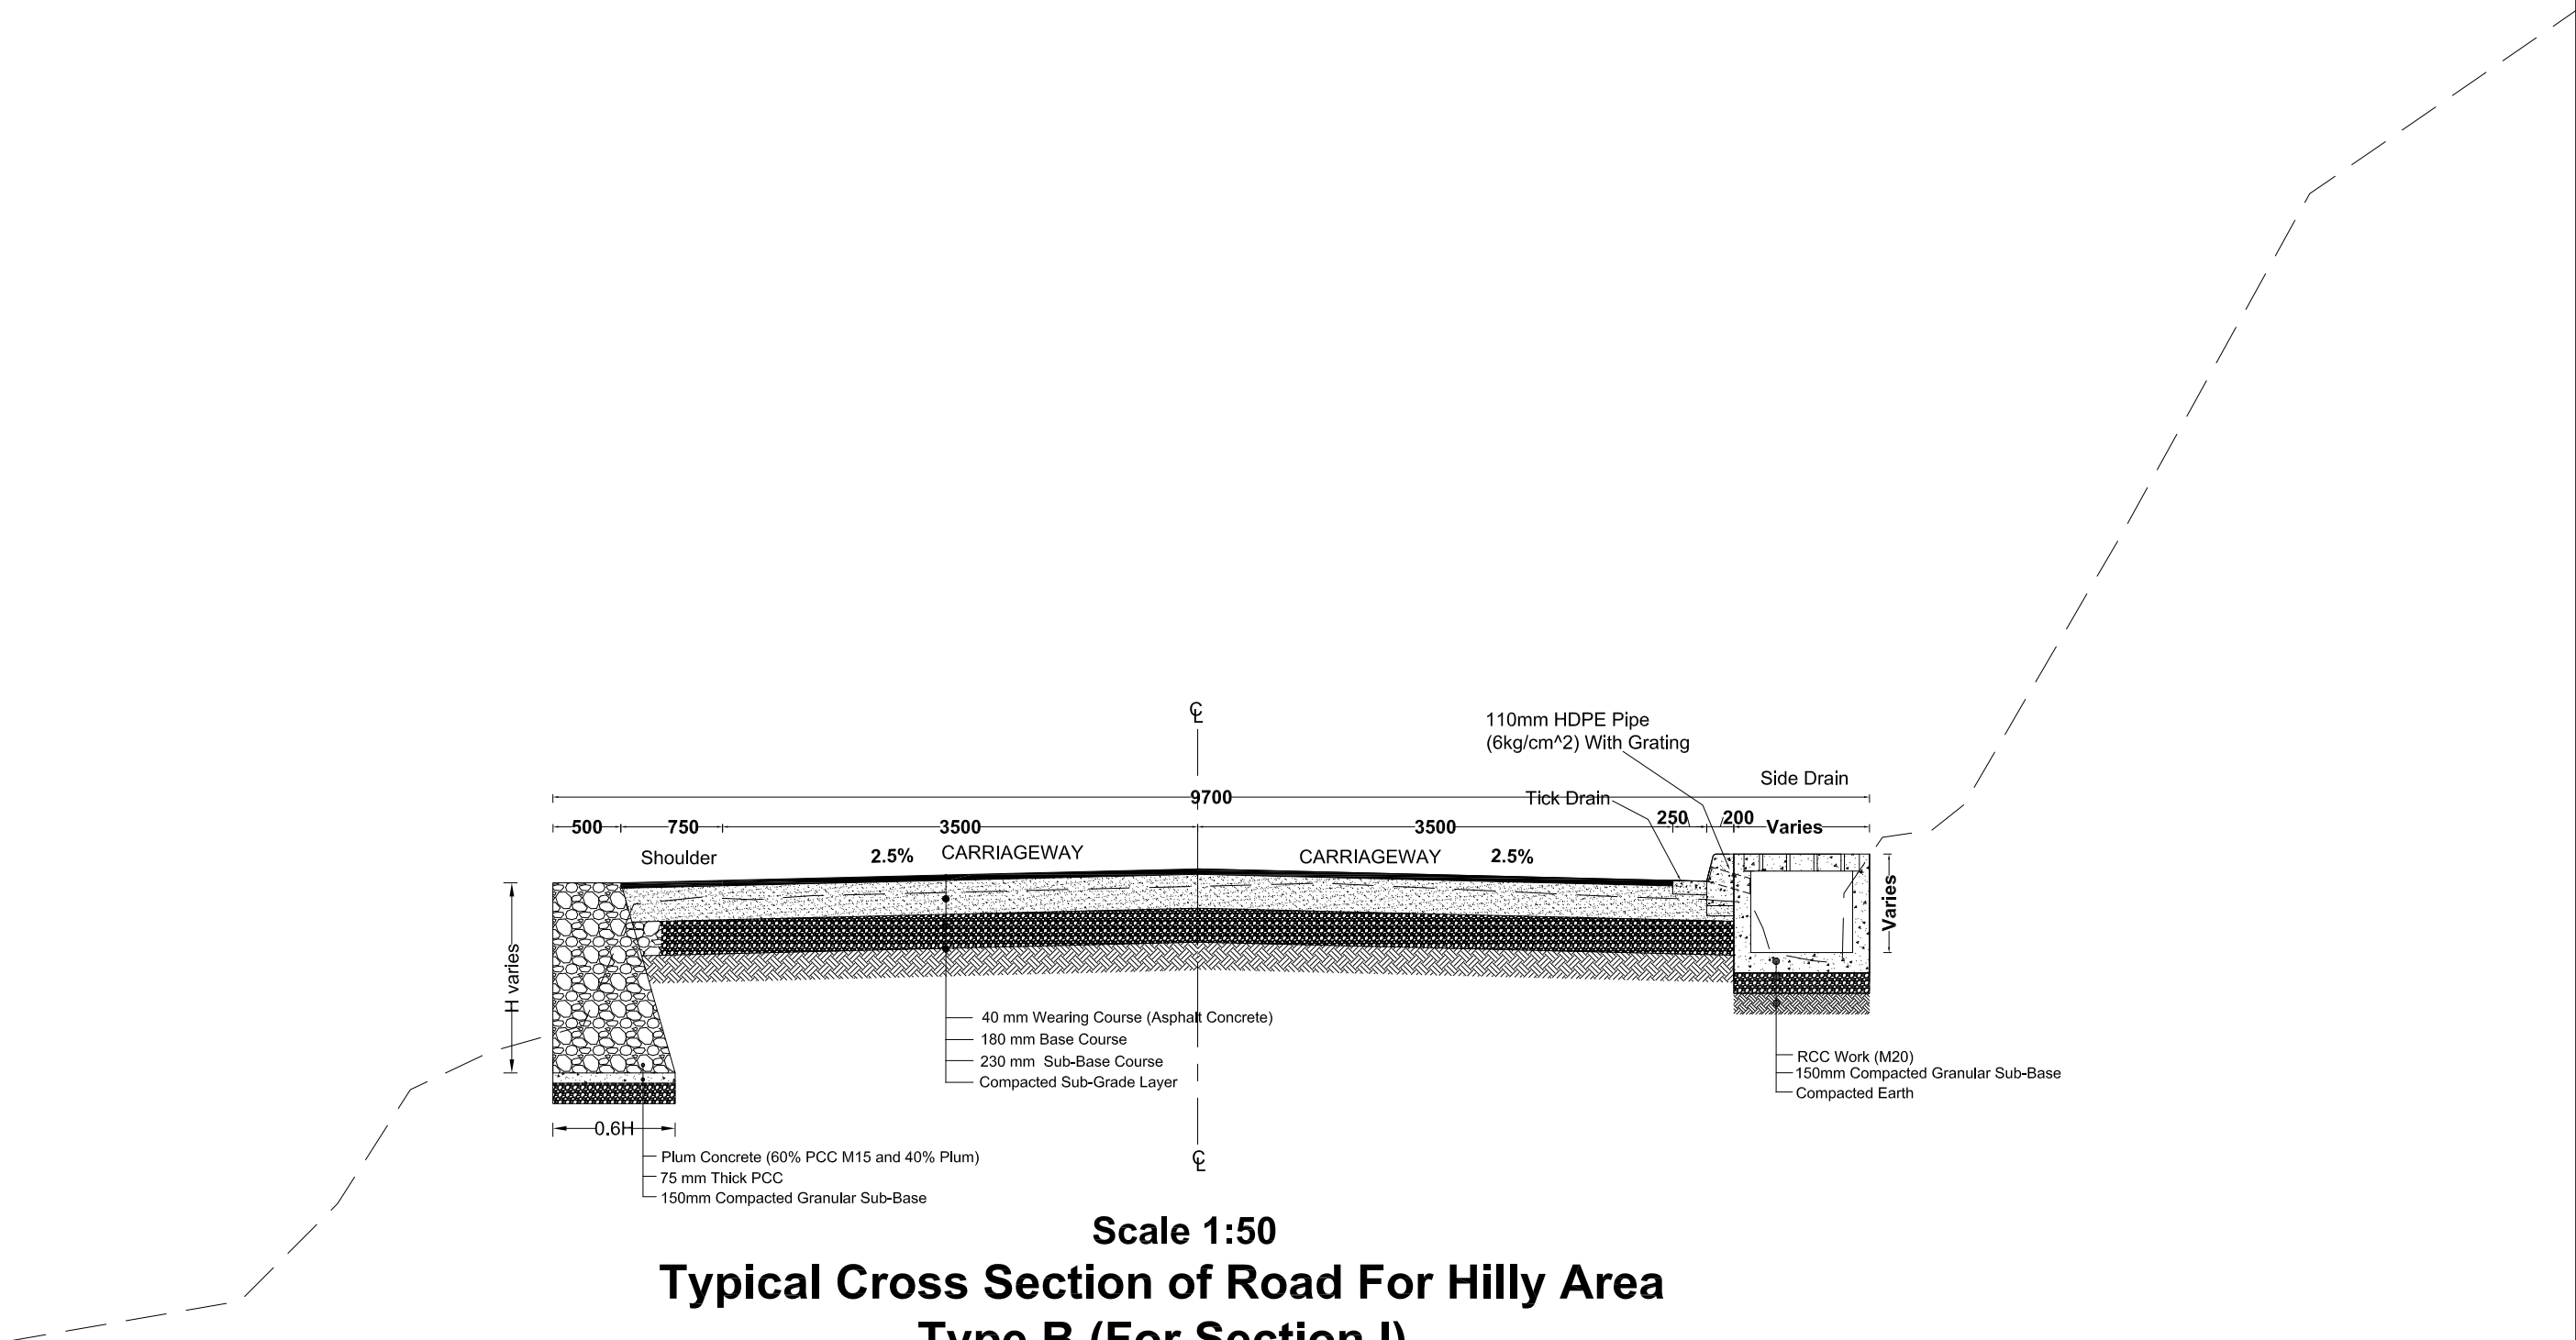 ℄
110mm HDPE Pipe
(6kg/cm^2) With Grating
Side Drain
9700
Tick Drain
500 750 3500 3500 250 200 Varies
Shoulder 2.5% CARRIAGEWAY CARRIAGEWAY 2.5%
H varies
Varies
40 mm Wearing Course (Asphalt Concrete)
180 mm Base Course
230 mm Sub-Base Course
Compacted Sub-Grade Layer
RCC Work (M20)
150mm Compacted Granular Sub-Base
Compacted Earth
0.6H
Plum Concrete (60% PCC M15 and 40% Plum)
75 mm Thick PCC
150mm Compacted Granular Sub-Base
℄
Scale 1:50
Typical Cross Section of Road For Hilly Area
Type B (For Section I)